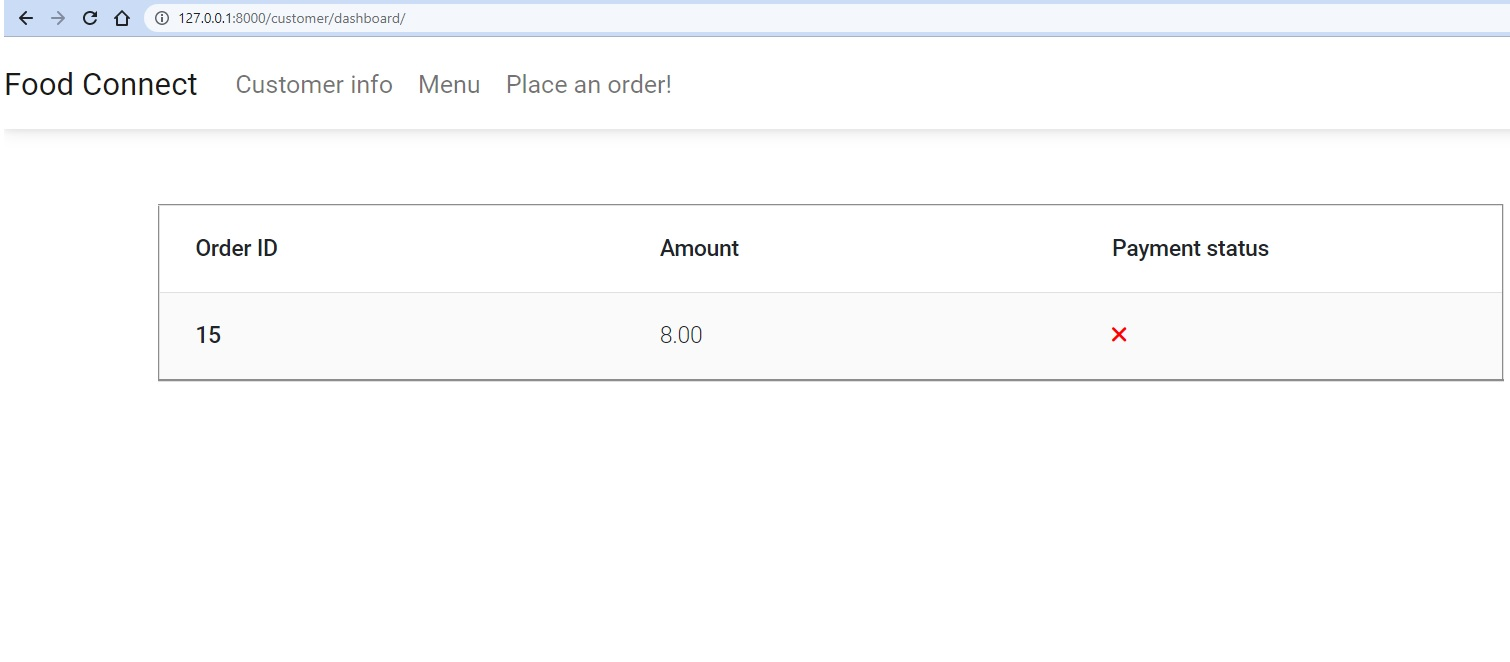 127.0.0.1:8000/customer/dashboard/
Food Connect Customer info Menu Place an order!
Order ID Amount Payment status
15 8.00